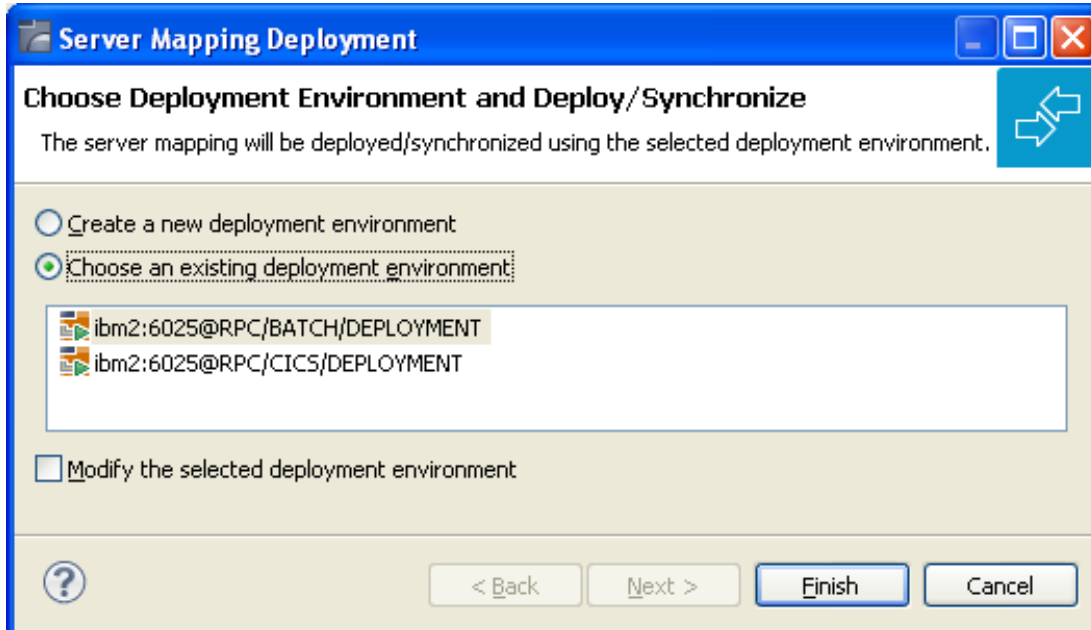 Server Mapping Deployment
Choose Deployment Environment and Deploy/Synchronize
The server mapping will be deployed/synchronized using the selected deployment environment.
Create a new deployment environment
Choose an existing deployment environment
ibm2:6025@RPC/BATCH/DEPLOYMENT
ibm2:6025@RPC/CICS/DEPLOYMENT
Modify the selected deployment environment
? < Back Next > Finish Cancel